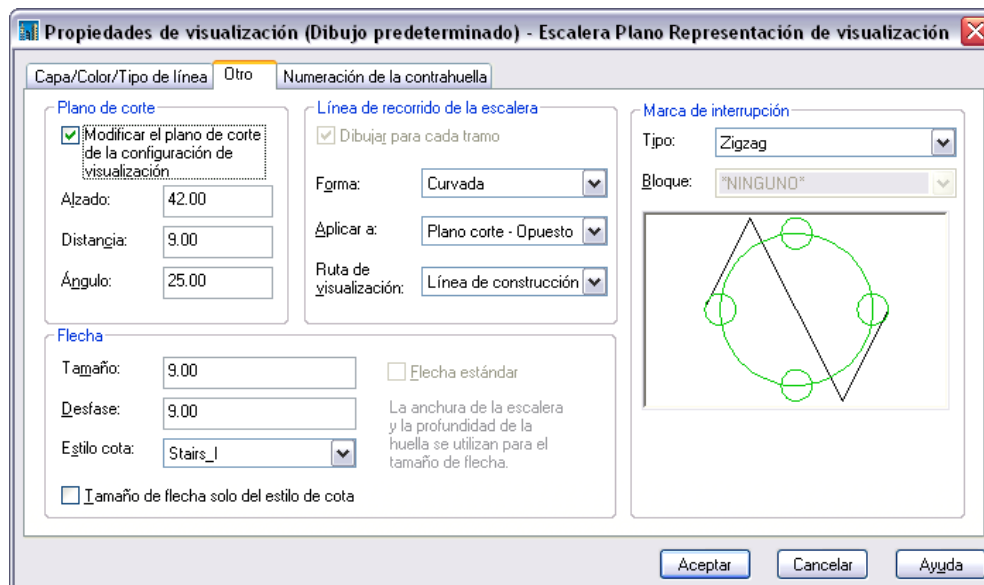 Propiedades de visualización (Dibujo predeterminado) - Escalera Plano Representación de visualización
Capa/Color/Tipo de línea
Otro
Numeración de la contrahuella
Plano de corte
Modificar el plano de corte
de la configuración de
visualización
Alzado:
42.00
Distancia:
9.00
Ángulo:
25.00
Línea de recorrido de la escalera
Dibujar para cada tramo
Forma:
Curvada
Aplicar a:
Plano corte - Opuesto
Ruta de
visualización:
Línea de construcción
Marca de interrupción
Tipo:
Zigzag
Bloque:
*NINGUNO*
Flecha
Tamaño:
9.00
Desfase:
9.00
Estilo cota:
Stairs_I
Tamaño de flecha solo del estilo de cota
Flecha estándar
La anchura de la escalera
y la profundidad de la
huella se utilizan para el
tamaño de flecha.
Aceptar
Cancelar
Ayuda